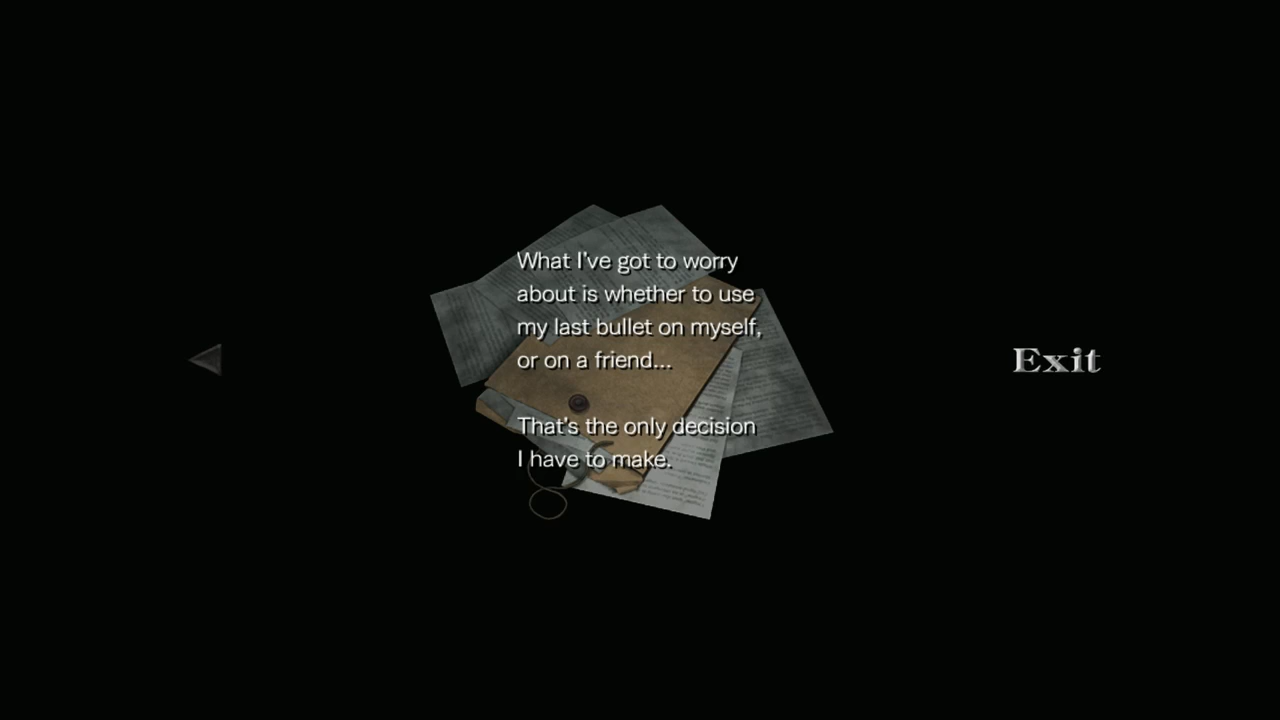 What I've got to worry
about is whether to use
my last bullet on myself,
or on a friend...
That's the only decision
I have to make.
Exit